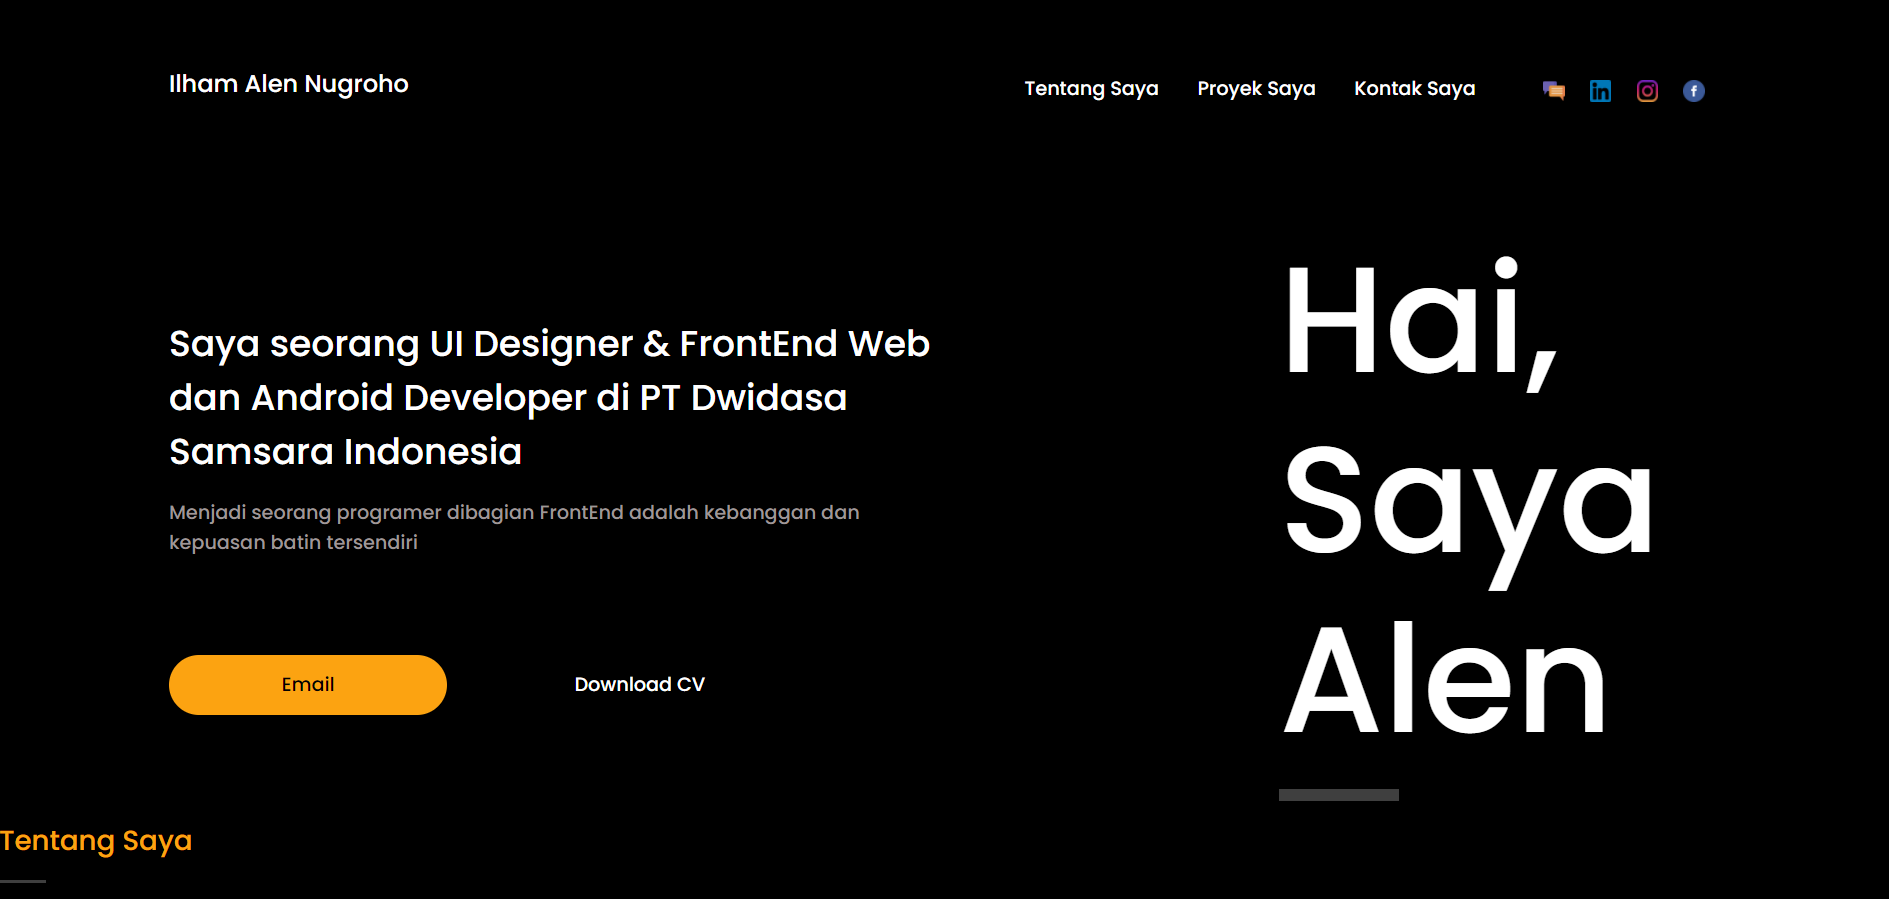 Ilham Alen Nugroho
Tentang Saya
Proyek Saya
Kontak Saya
Saya seorang UI Designer & FrontEnd Web
dan Android Developer di PT Dwidasa
Samsara Indonesia
Menjadi seorang programer dibagian FrontEnd adalah kebanggan dan
kepuasan batin tersendiri
Email
Download CV
Hai,
Saya
Alen
Tentang Saya